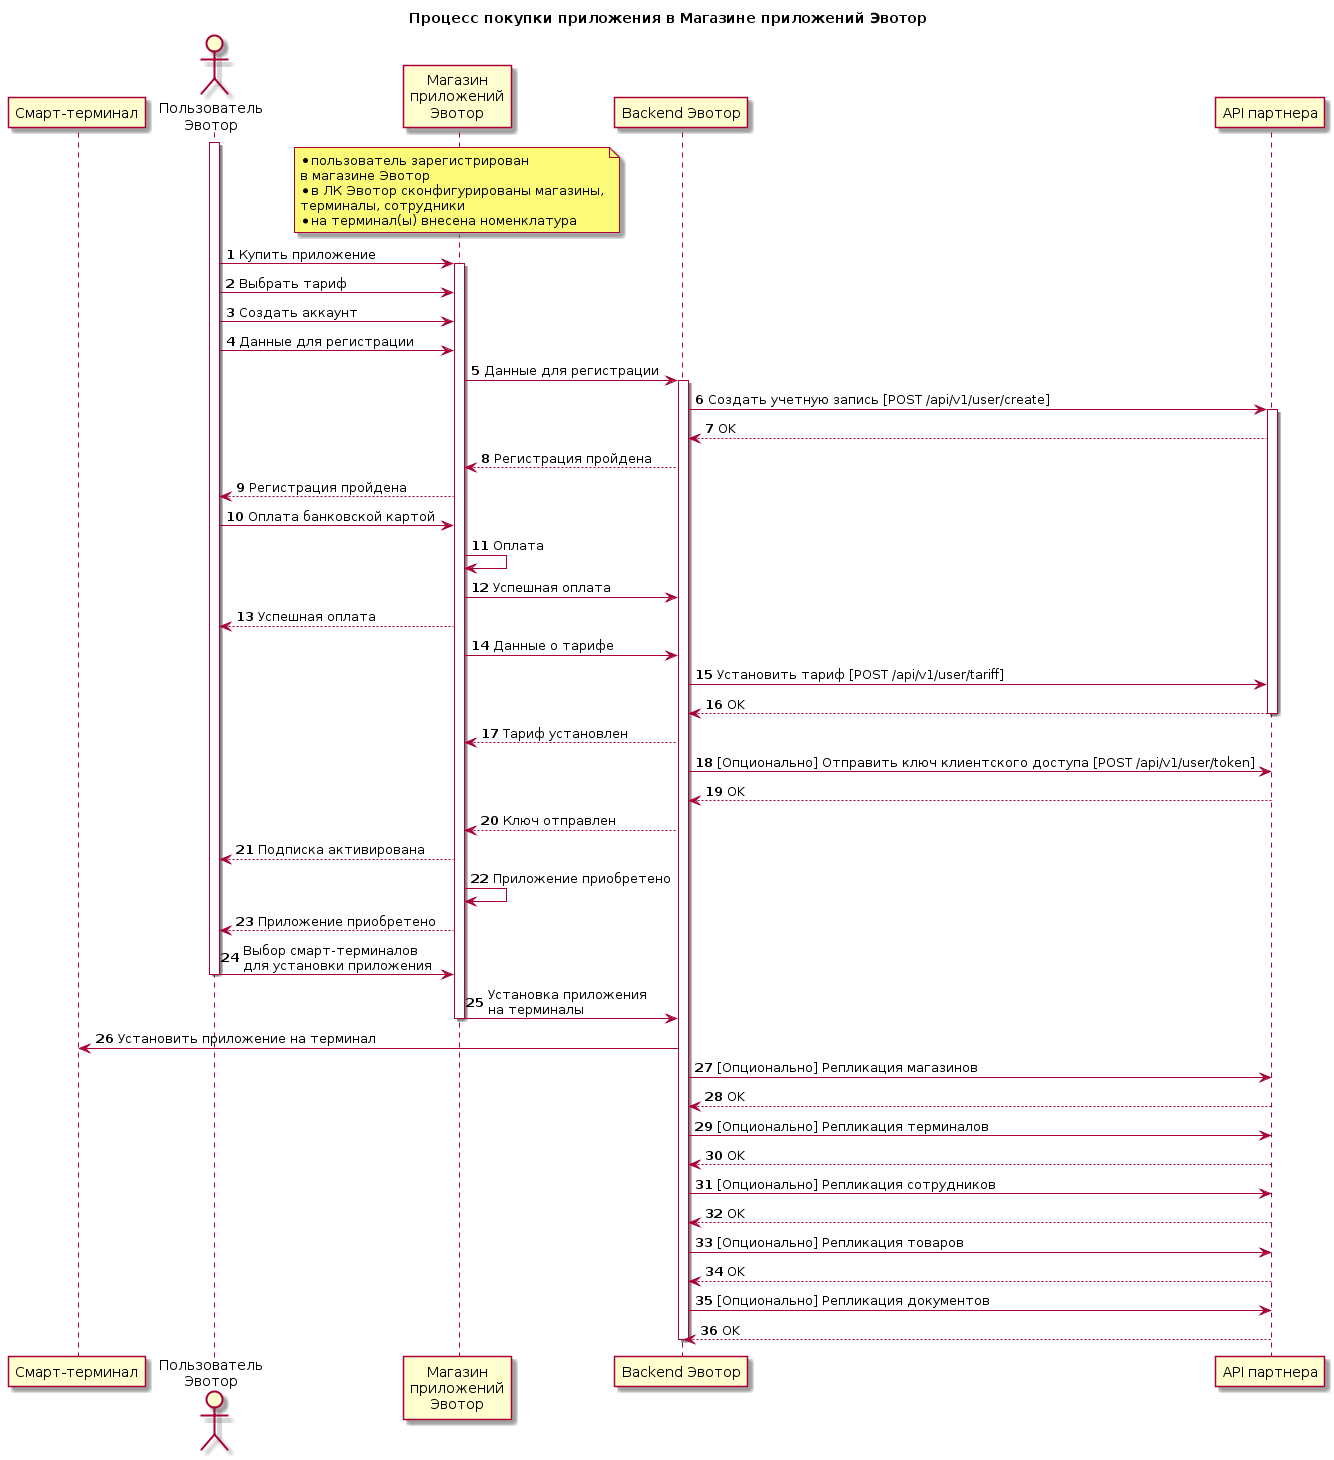 Процесс покупки приложения в Магазине приложений Эвотор
Смарт-терминал
Пользователь
Эвотор
Магазин
приложений
Эвотор
Backend Эвотор
API партнера
•пользователь зарегистрирован
в магазине Эвотор
•в ЛК Эвотор сконфигурированы магазины,
терминалы, сотрудники
•на терминал(ы) внесена номенклатура
1 Купить приложение
2 Выбрать тариф
3 Создать аккаунт
4 Данные для регистрации
5 Данные для регистрации
6 Создать учетную запись [POST /api/v1/user/create]
7 OK
8 Регистрация пройдена
9 Регистрация пройдена
10 Оплата банковской картой
11 Оплата
12 Успешная оплата
13 Успешная оплата
14 Данные о тарифе
15 Установить тариф [POST /api/v1/user/tariff]
16 OK
17 Тариф установлен
18 [Опционально] Отправить ключ клиентского доступа [POST /api/v1/user/token]
19 OK
20 Ключ отправлен
21 Подписка активирована
22 Приложение приобретено
23 Приложение приобретено
24 Выбор смарт-терминалов
для установки приложения
25 Установка приложения
на терминалы
26 Установить приложение на терминал
27 [Опционально] Репликация магазинов
28 OK
29 [Опционально] Репликация терминалов
30 OK
31 [Опционально] Репликация сотрудников
32 OK
33 [Опционально] Репликация товаров
34 OK
35 [Опционально] Репликация документов
36 OK
Смарт-терминал
Пользователь
Эвотор
Магазин
приложений
Эвотор
Backend Эвотор
API партнера